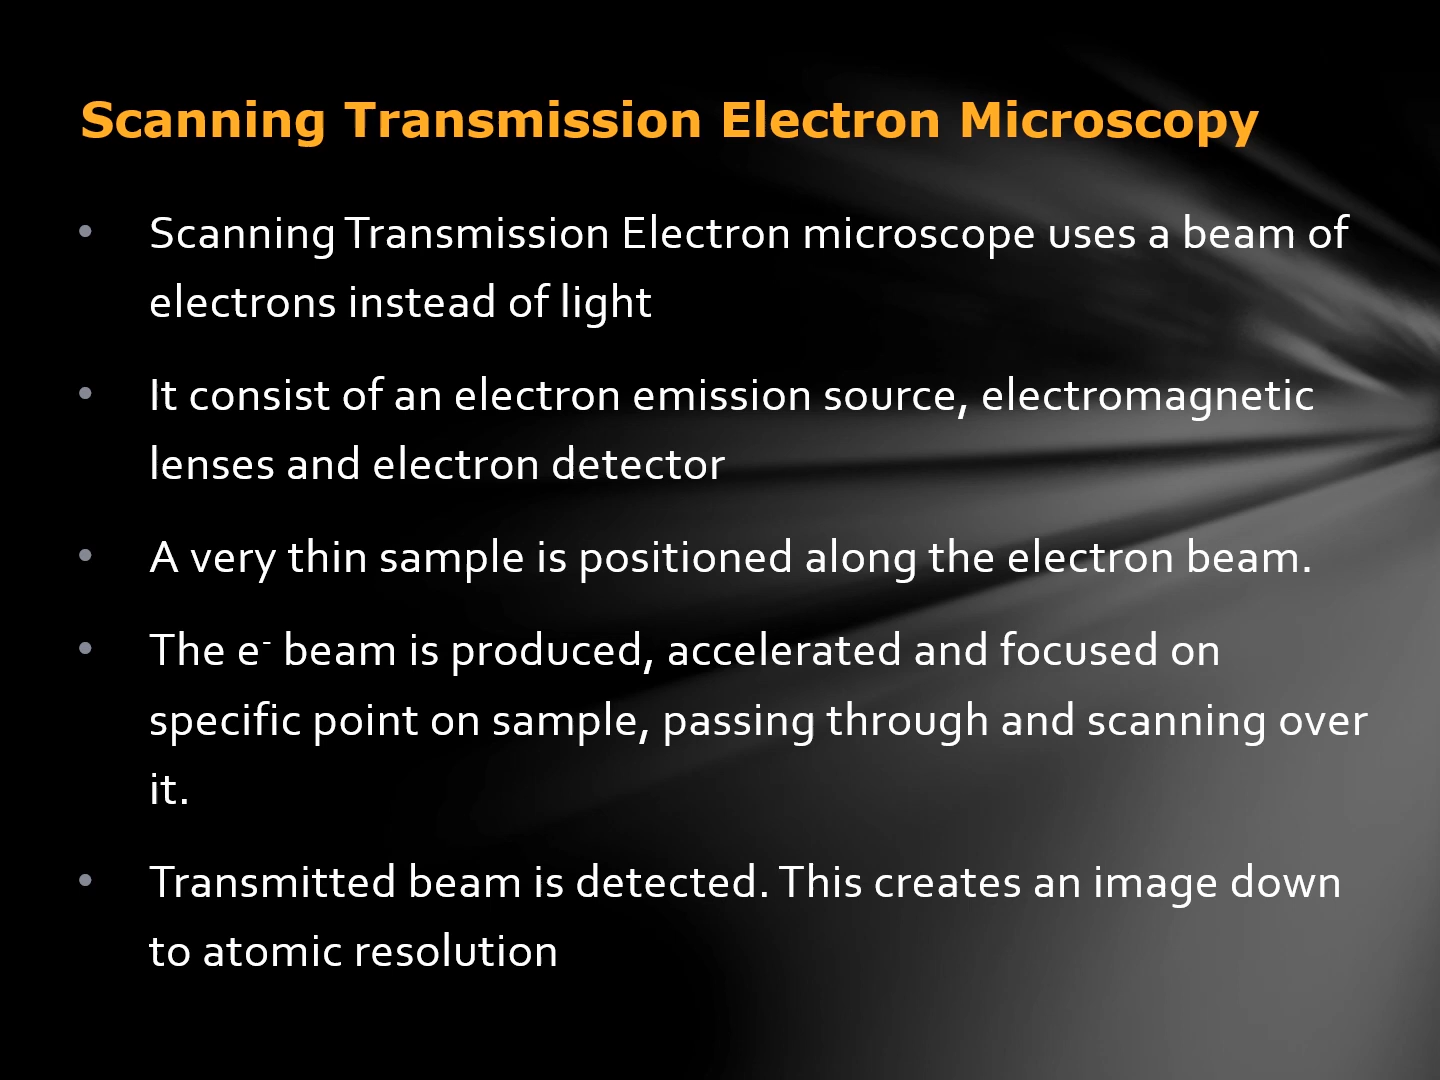 Scanning Transmission Electron Microscopy
• Scanning Transmission Electron microscope uses a beam of
electrons instead of light
• It consist of an electron emission source, electromagnetic
lenses and electron detector
• A very thin sample is positioned along the electron beam.
• The e⁻ beam is produced, accelerated and focused on
specific point on sample, passing through and scanning over
it.
• Transmitted beam is detected. This creates an image down
to atomic resolution